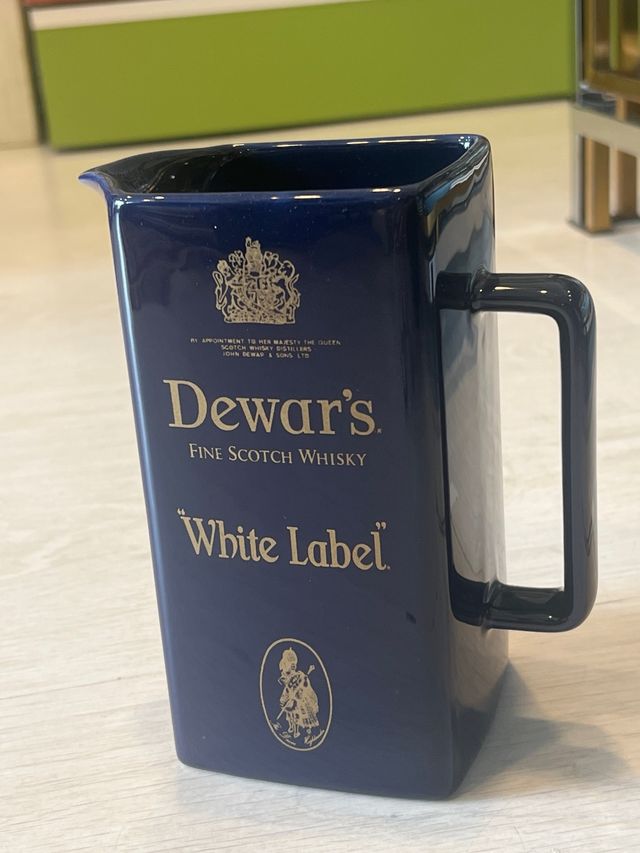 BY APPOINTMENT TO HER MAJESTY THE QUEEN
SCOTCH WHISKY DISTILLERS
JOHN DEWAR & SONS LTD
Dewar's
FINE SCOTCH WHISKY
"White Label"